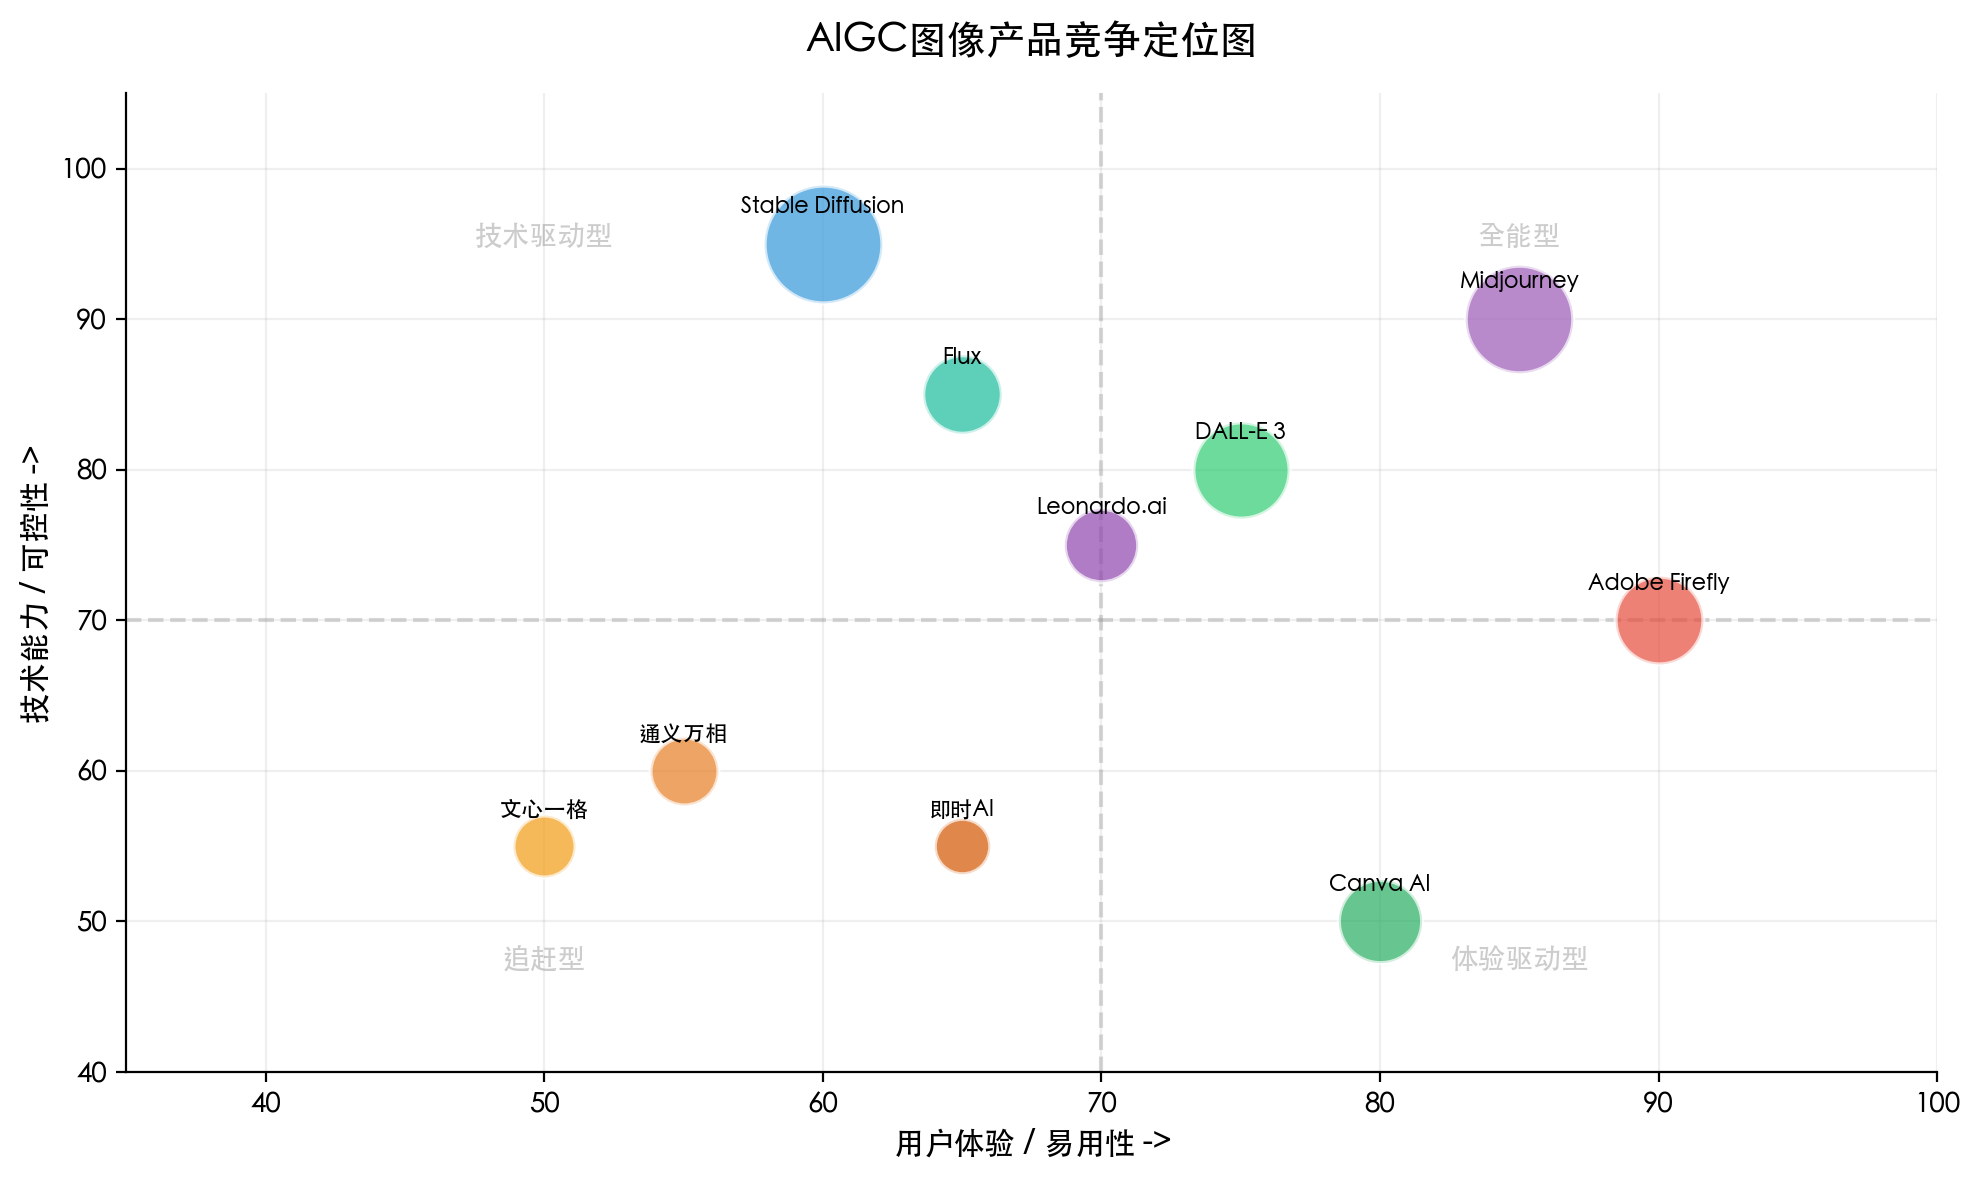 AIGC图像产品竞争定位图
技术能力 / 可控性 ->
100
90
80
70
60
50
40
Stable Diffusion
技术驱动型
全能型
Midjourney
Flux
DALL-E 3
Leonardo.ai
Adobe Firefly
通义万相
文心一格
即时AI
Canva AI
追赶型
体验驱动型
40
50
60
70
80
90
100
用户体验 / 易用性 ->